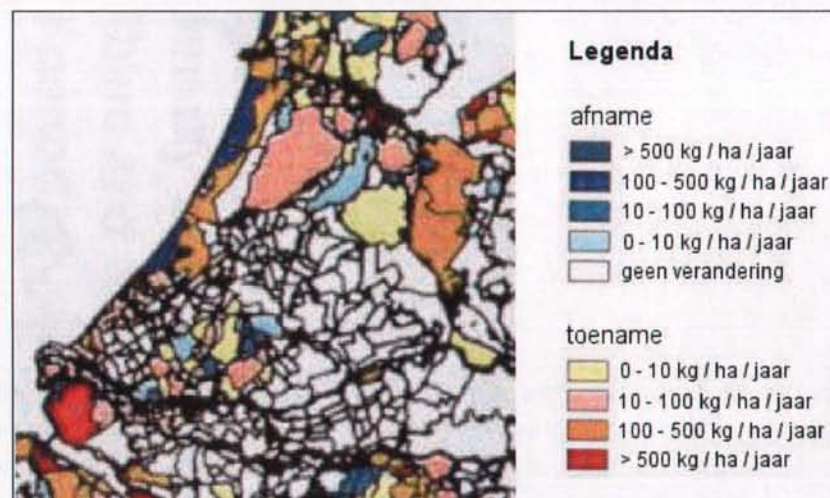 Legenda
afname
> 500 kg / ha / jaar
100 - 500 kg / ha / jaar
10 - 100 kg / ha / jaar
0 - 10 kg / ha / jaar
geen verandering
toename
0 - 10 kg / ha / jaar
10 - 100 kg / ha / jaar
100 - 500 kg / ha / jaar
> 500 kg / ha / jaar